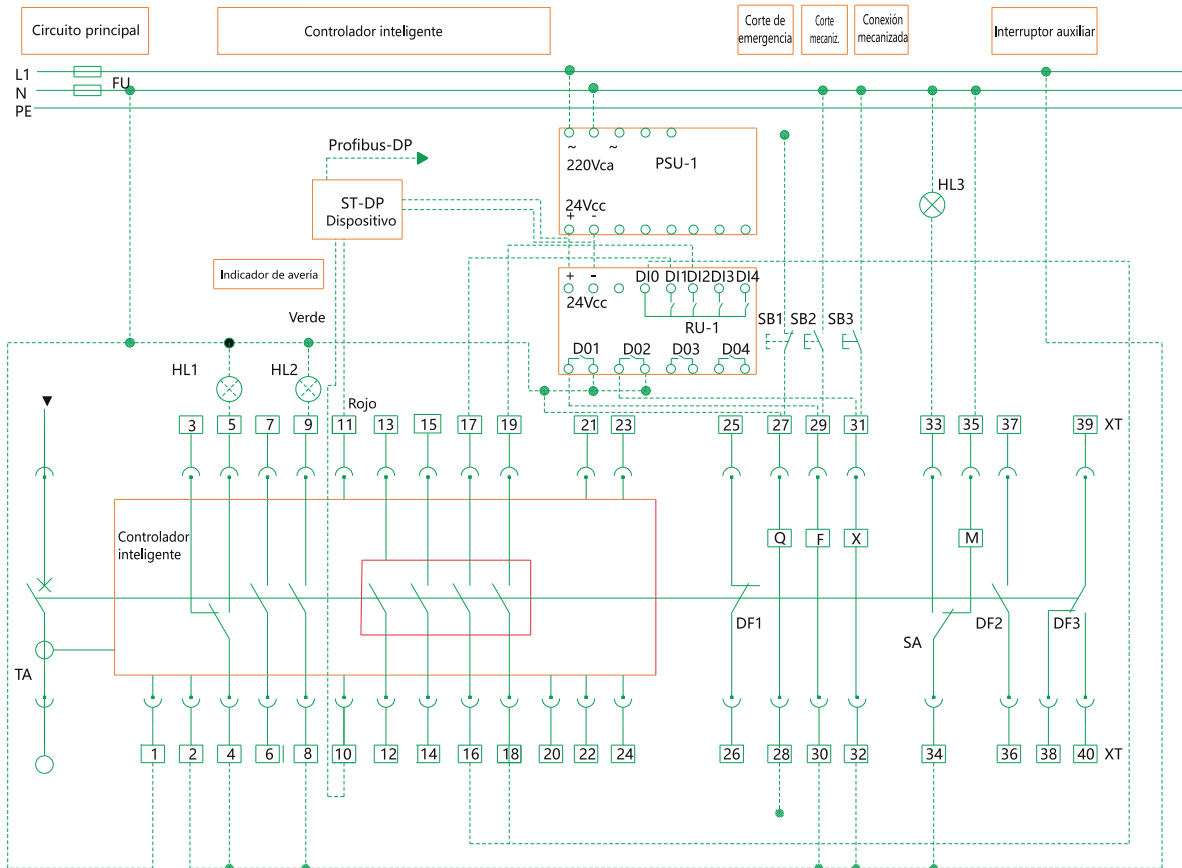 Circuito principal
Controlador inteligente
Corte de
emergencia
Corte
mecaniz.
Conexión
mecanizada
Interruptor auxiliar
L1
FU
N
PE
Profibus-DP
~ ~
220Vca
PSU-1
24Vcc
+ -
ST-DP
Dispositivo
HL3
Indicador de avería
+ - DI0 DI1 DI2 DI3 DI4
24Vcc
RU-1
SB1 SB2 SB3
Verde
D01 D02 D03 D04
HL1 HL2
Rojo
3 5 7 9 11 13 15 17 19 21 23 25 27 29 31 33 35 37 39 XT
Controlador
inteligente
Q F X M
DF1 SA DF2 DF3
TA
1 2 4 6 8 10 12 14 16 18 20 22 24 26 28 30 32 34 36 38 40 XT